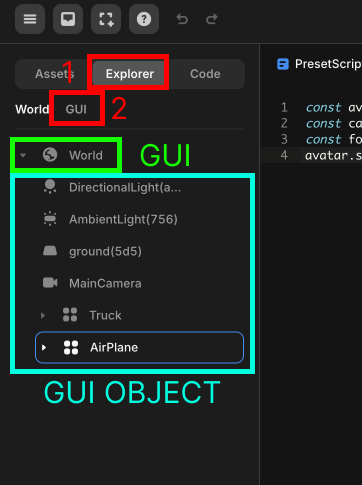 1
Assets Explorer Code
PresetScrip
World GUI 2
World GUI
DirectionalLight(a...
AmbientLight(756)
ground(5d5)
MainCamera
Truck
AirPlane
GUI OBJECT
1 const av
2 const ca
3 const fo
4 avatar.s